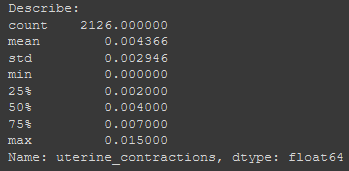 Describe:
count    2126.000000
mean        0.004366
std         0.002946
min         0.000000
25%         0.002000
50%         0.004000
75%         0.007000
max         0.015000
Name: uterine_contractions, dtype: float64